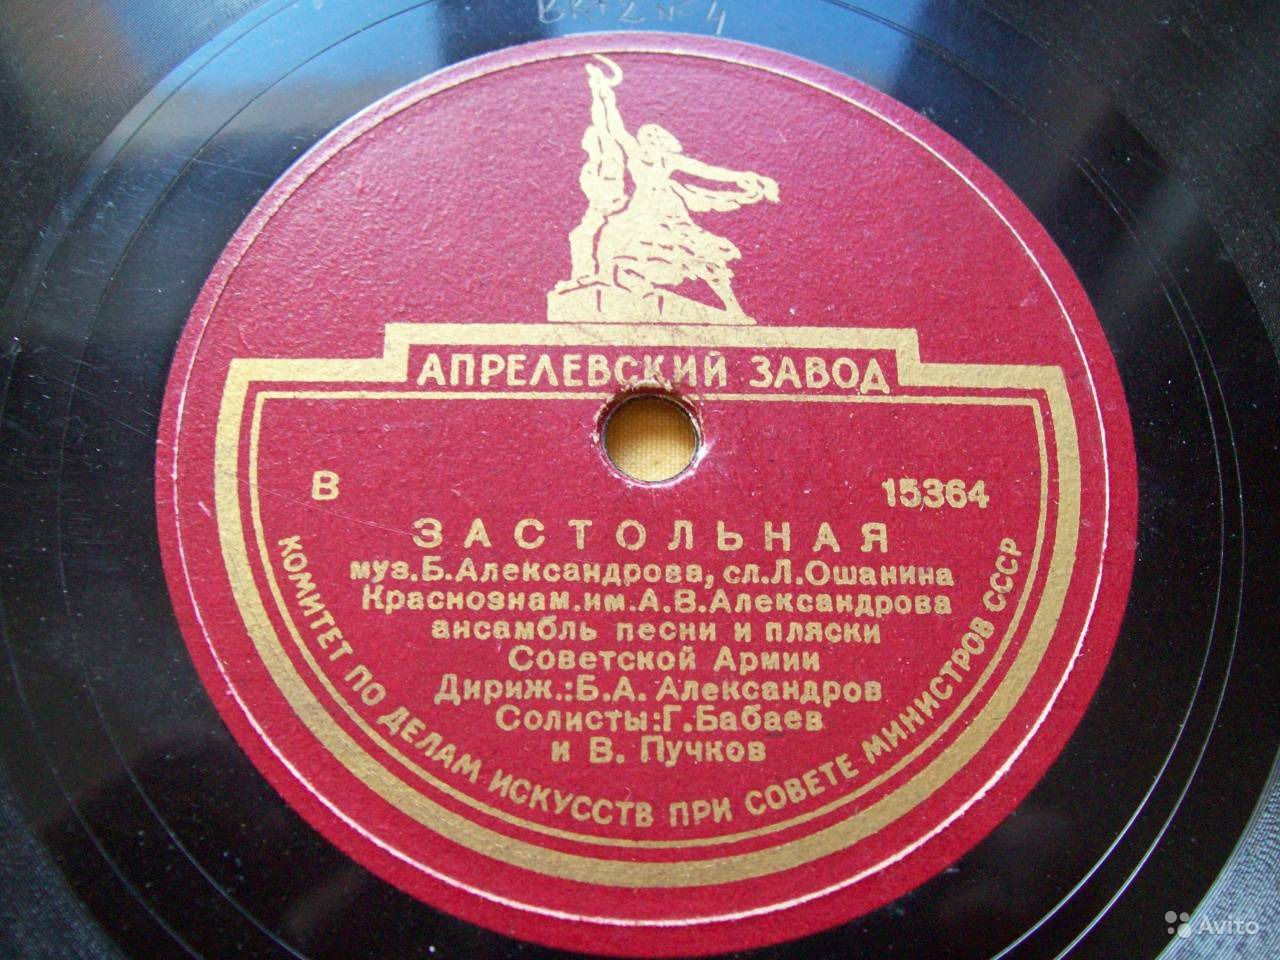 АПРЕЛЕВСКИЙ ЗАВОД
В 15364
ЗАСТОЛЬНАЯ
муз.Б.Александрова, сл.Л.Ошанина
Краснознам.им.А.В.Александрова
ансамбль песни и пляски
Советской Армии
Дириж.:Б.А. Александров
Солисты:Г.Бабаев
и В. Пучков
КОМИТЕТ ПО ДЕЛАМ ИСКУССТВ ПРИ СОВЕТЕ МИНИСТРОВ СССР
Avito